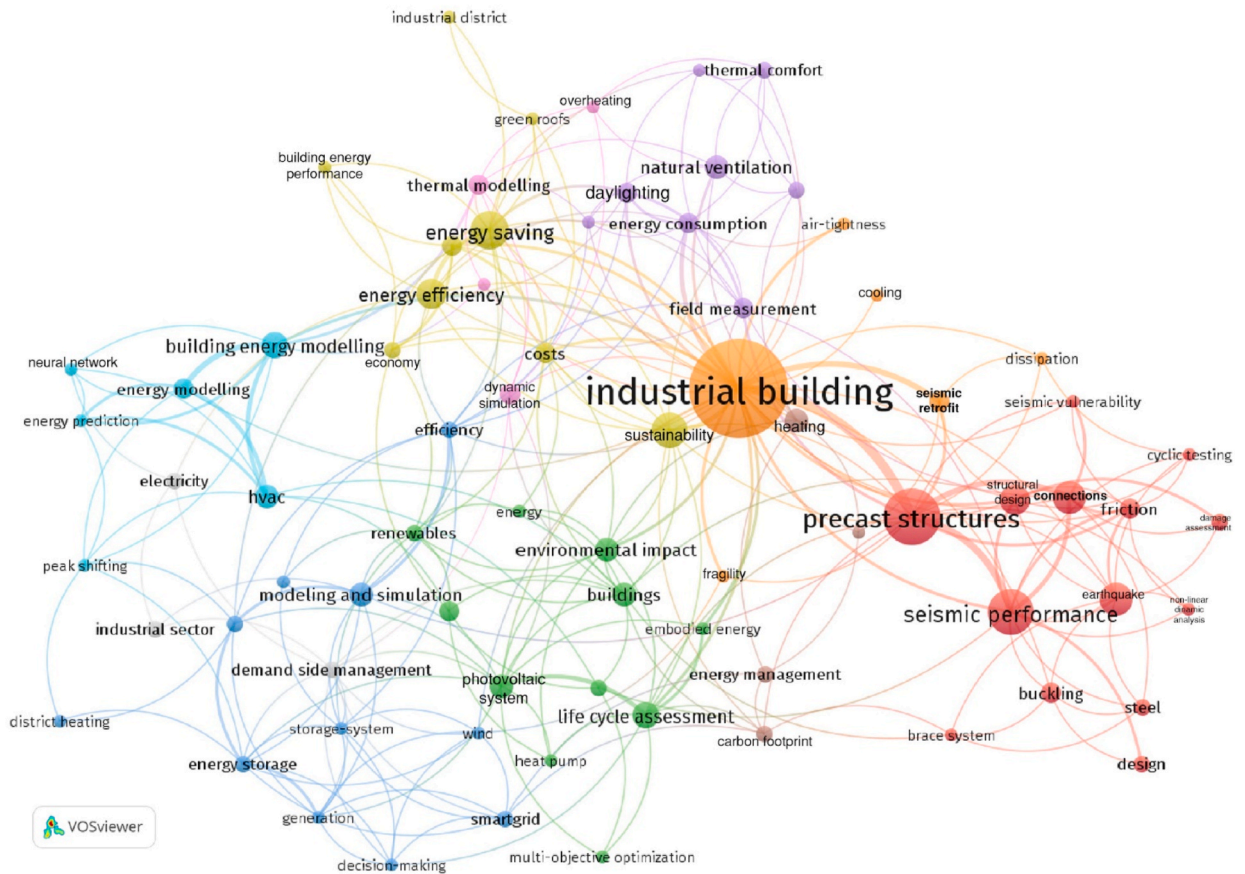 industrial district
thermal comfort
overheating
green roofs
building energy
performance
natural ventilation
thermal modelling
daylighting
energy saving
energy consumption
air-tightness
energy efficiency
cooling
field measurement
building energy modelling
costs
neural network
economy
dissipation
energy modelling
dynamic
simulation
industrial building
seismic
retrofit
seismic vulnerability
energy prediction
efficiency
sustainability
heating
cyclic testing
electricity
hvac
structural
design
connections
friction
energy
precast structures
damage
assessment
renewables
environmental impact
peak shifting
fragility
modeling and simulation
buildings
earthquake
non-linear
dinamic
analysis
seismic performance
industrial sector
embodied energy
demand side management
photovoltaic
system
energy management
buckling
steel
district heating
life cycle assessment
storage-system
wind
carbon footprint
brace system
energy storage
heat pump
design
generation
smartgrid
VOSviewer
decision-making
multi-objective optimization